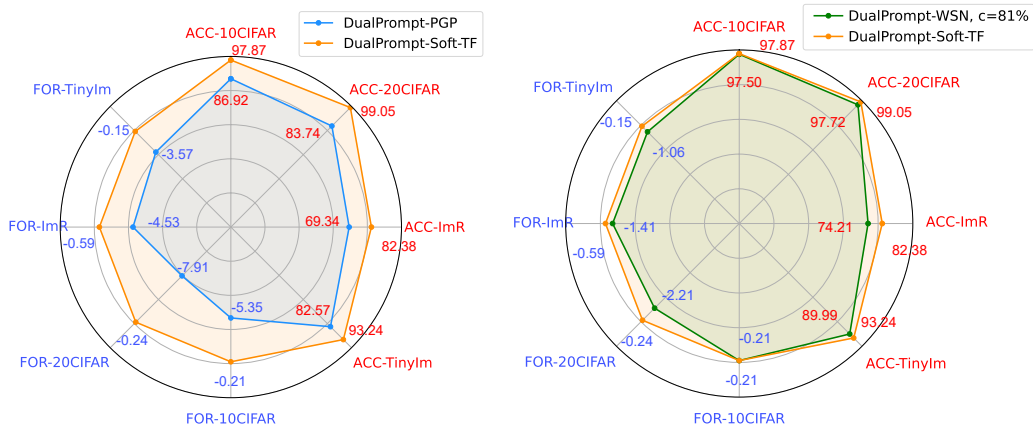 DualPrompt-PGP
DualPrompt-Soft-TF
ACC-10CIFAR
97.87
FOR-TinyIm
ACC-20CIFAR
86.92
99.05
-0.15
83.74
-3.57
FOR-ImR
-4.53
69.34
ACC-ImR
-0.59
82.38
-7.91
-5.35
82.57
93.24
-0.24
FOR-20CIFAR
ACC-TinyIm
-0.21
FOR-10CIFAR
DualPrompt-WSN, c=81%
DualPrompt-Soft-TF
ACC-10CIFAR
97.87
FOR-TinyIm
97.50
ACC-20CIFAR
99.05
-0.15
97.72
-1.06
FOR-ImR
-1.41
74.21
ACC-ImR
-0.59
82.38
-2.21
89.99
93.24
-0.24
-0.21
FOR-20CIFAR
ACC-TinyIm
-0.21
FOR-10CIFAR